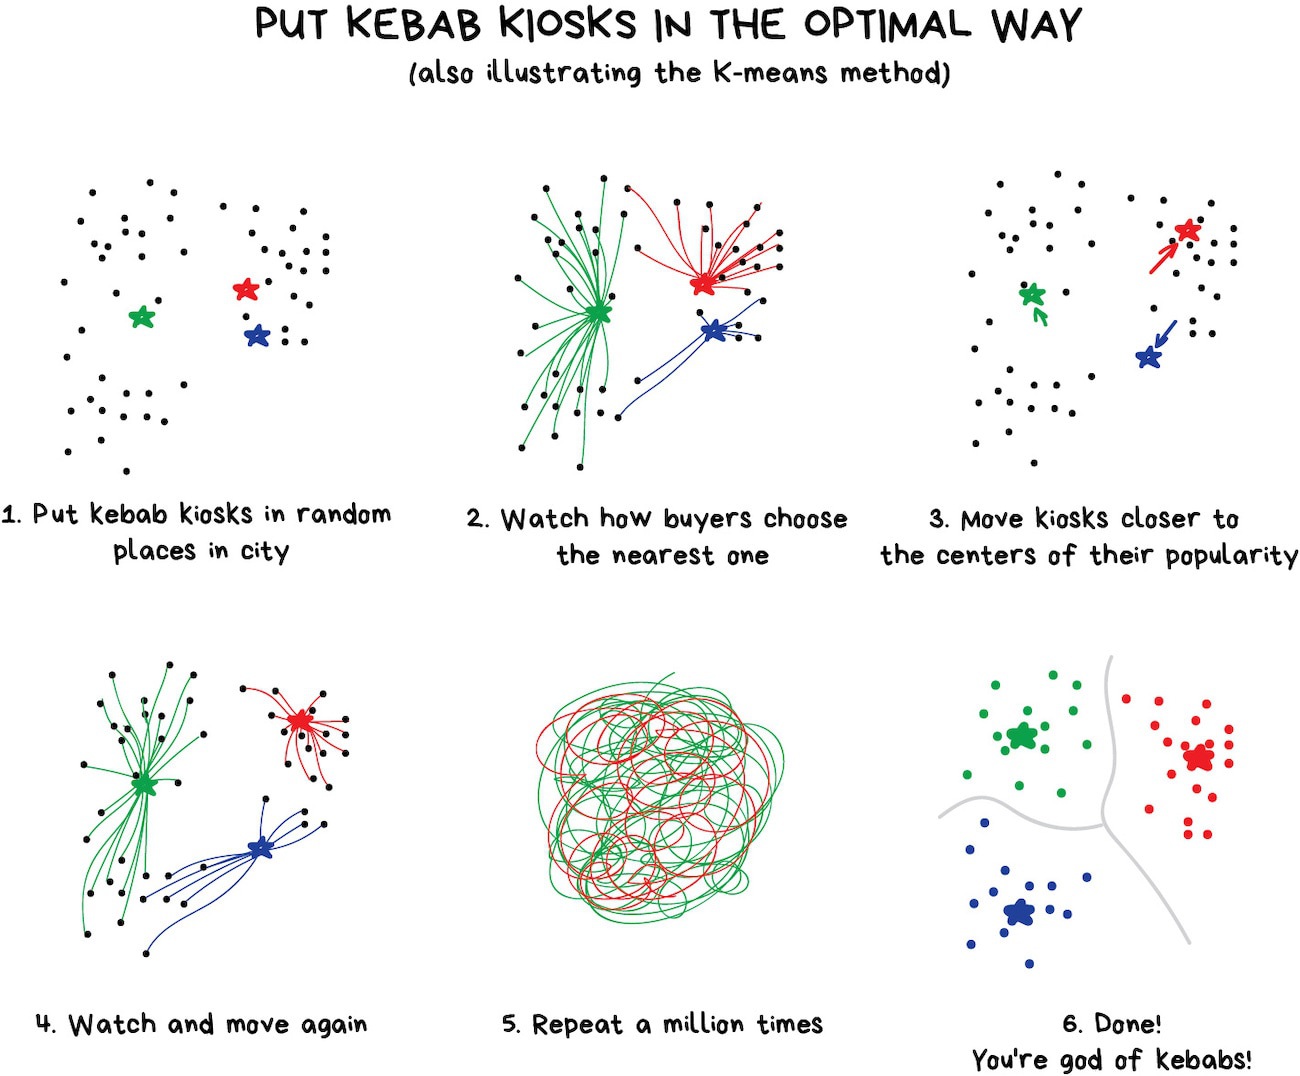 PUT KEBAB KIOSKS IN THE OPTIMAL WAY
(also illustrating the K-means method)
1. Put kebab kiosks in random
places in city
2. Watch how buyers choose
the nearest one
3. Move kiosks closer to
the centers of their popularity
4. Watch and move again
5. Repeat a million times
6. Done!
You're god of kebabs!